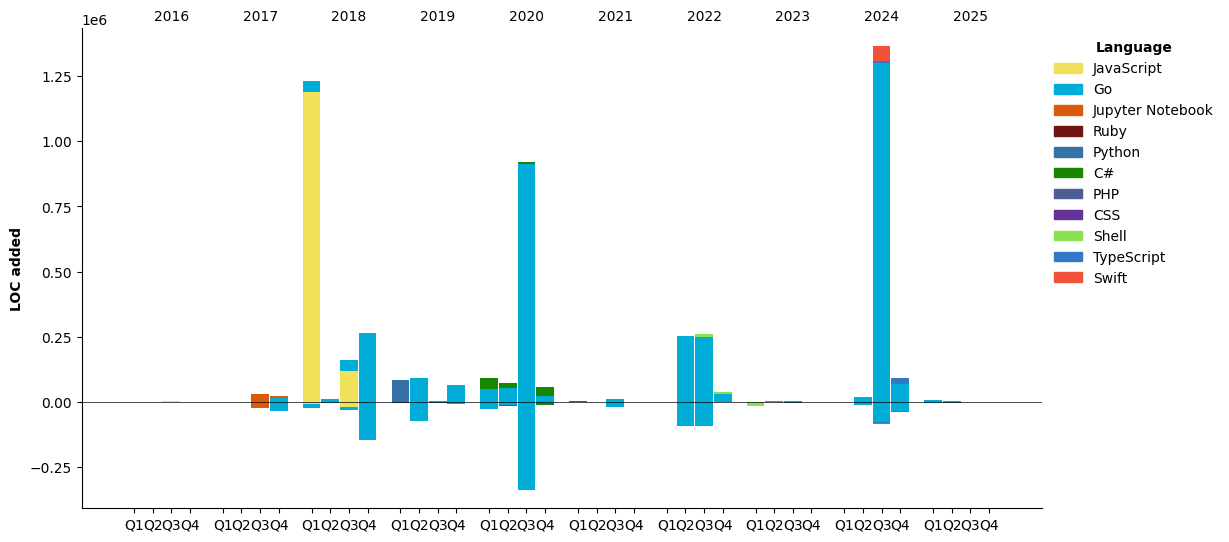 1e6
2016 2017 2018 2019 2020 2021 2022 2023 2024 2025
LOC added
1.25
1.00
0.75
0.50
0.25
0.00
−0.25
Q1Q2Q3Q4 Q1Q2Q3Q4 Q1Q2Q3Q4 Q1Q2Q3Q4 Q1Q2Q3Q4 Q1Q2Q3Q4 Q1Q2Q3Q4 Q1Q2Q3Q4 Q1Q2Q3Q4 Q1Q2Q3Q4
Language
JavaScript
Go
Jupyter Notebook
Ruby
Python
C#
PHP
CSS
Shell
TypeScript
Swift